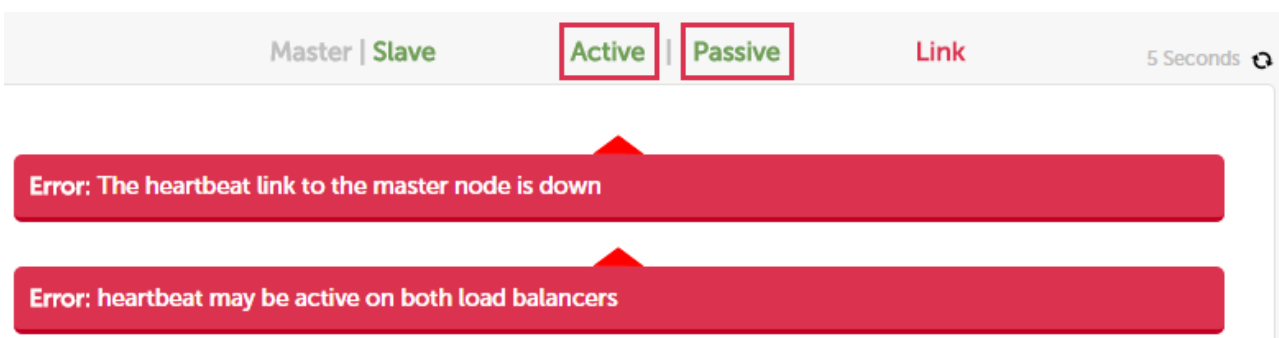 Master | Slave Active | Passive Link 5 Seconds
Error: The heartbeat link to the master node is down
Error: heartbeat may be active on both load balancers